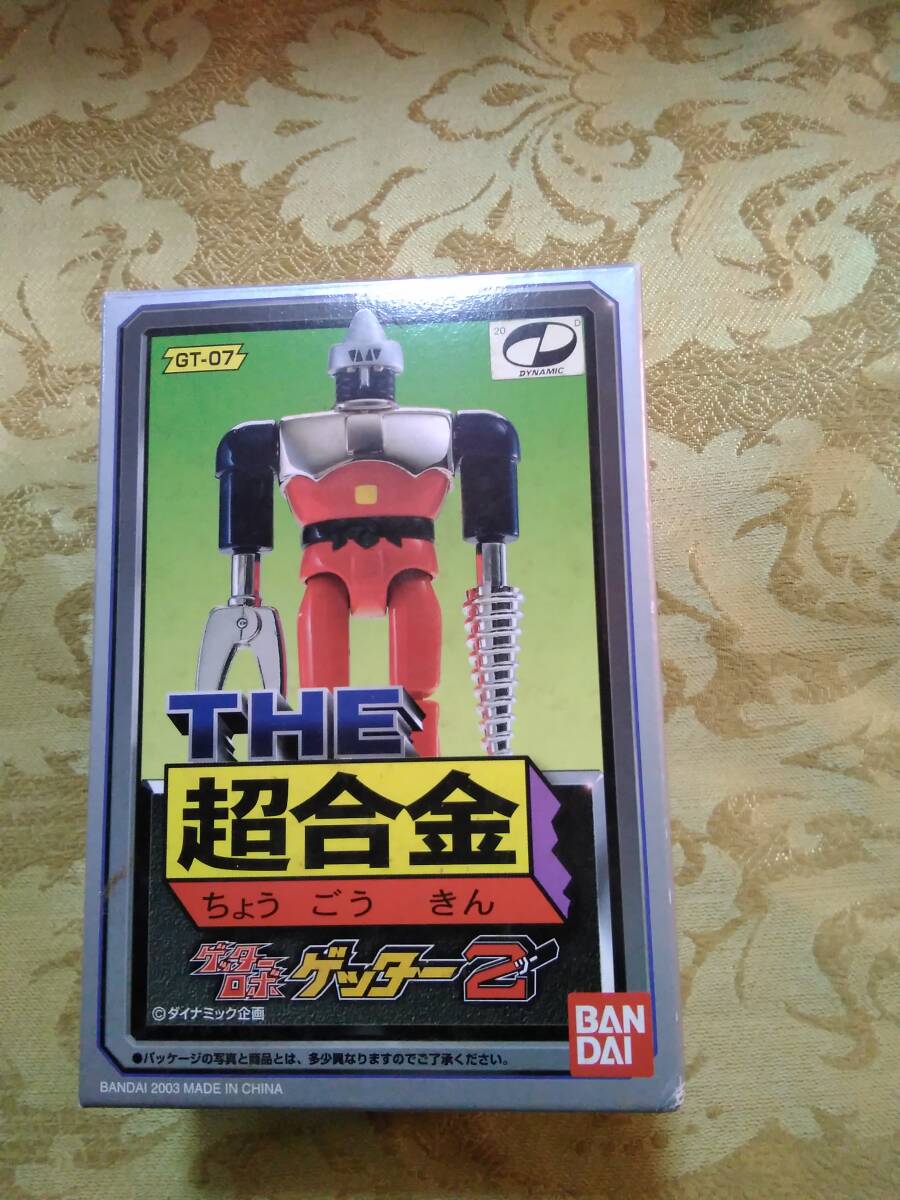 GT-07
20 D
DYNAMIC
THE
超合金
ちょう ごう きん
ゲッター
ロボ
ゲッター2
ツー
©ダイナミック企画
●パッケージの写真と商品とは、多少異なりますのでご了承ください。
BAN
DAI
BANDAI 2003 MADE IN CHINA